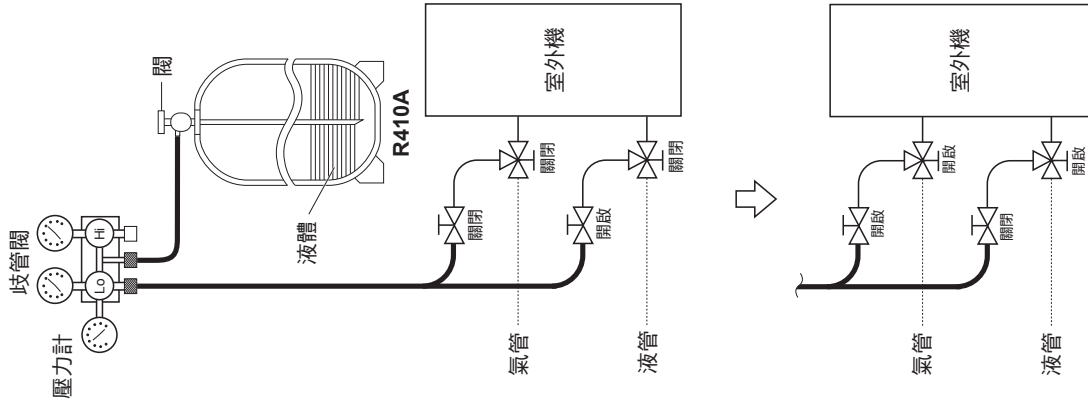 歧管閥
壓力計
Lo
Hi
閥
液體
R410A
室外機
關閉
關閉
關閉
開啟
氣管
液管
室外機
開啟
開啟
開啟
關閉
氣管
液管